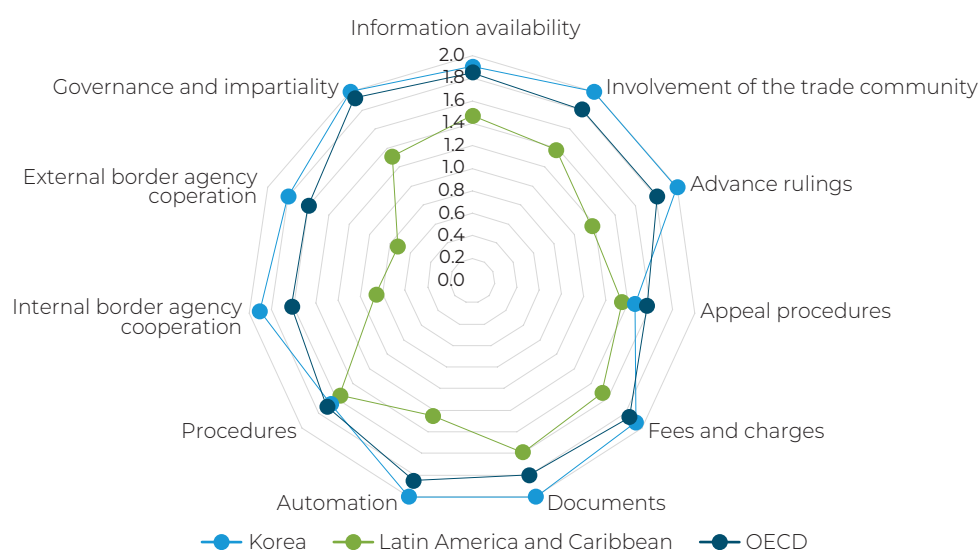 Information availability
2.0
1.8
1.6
1.4
1.2
1.0
0.8
0.6
0.4
0.2
0.0
Governance and impartiality
Involvement of the trade community
External border agency
coperation
Advance rulings
Internal border agency
cooperation
Appeal procedures
Procedures
Fees and charges
Automation
Documents
Korea
Latin America and Caribbean
OECD